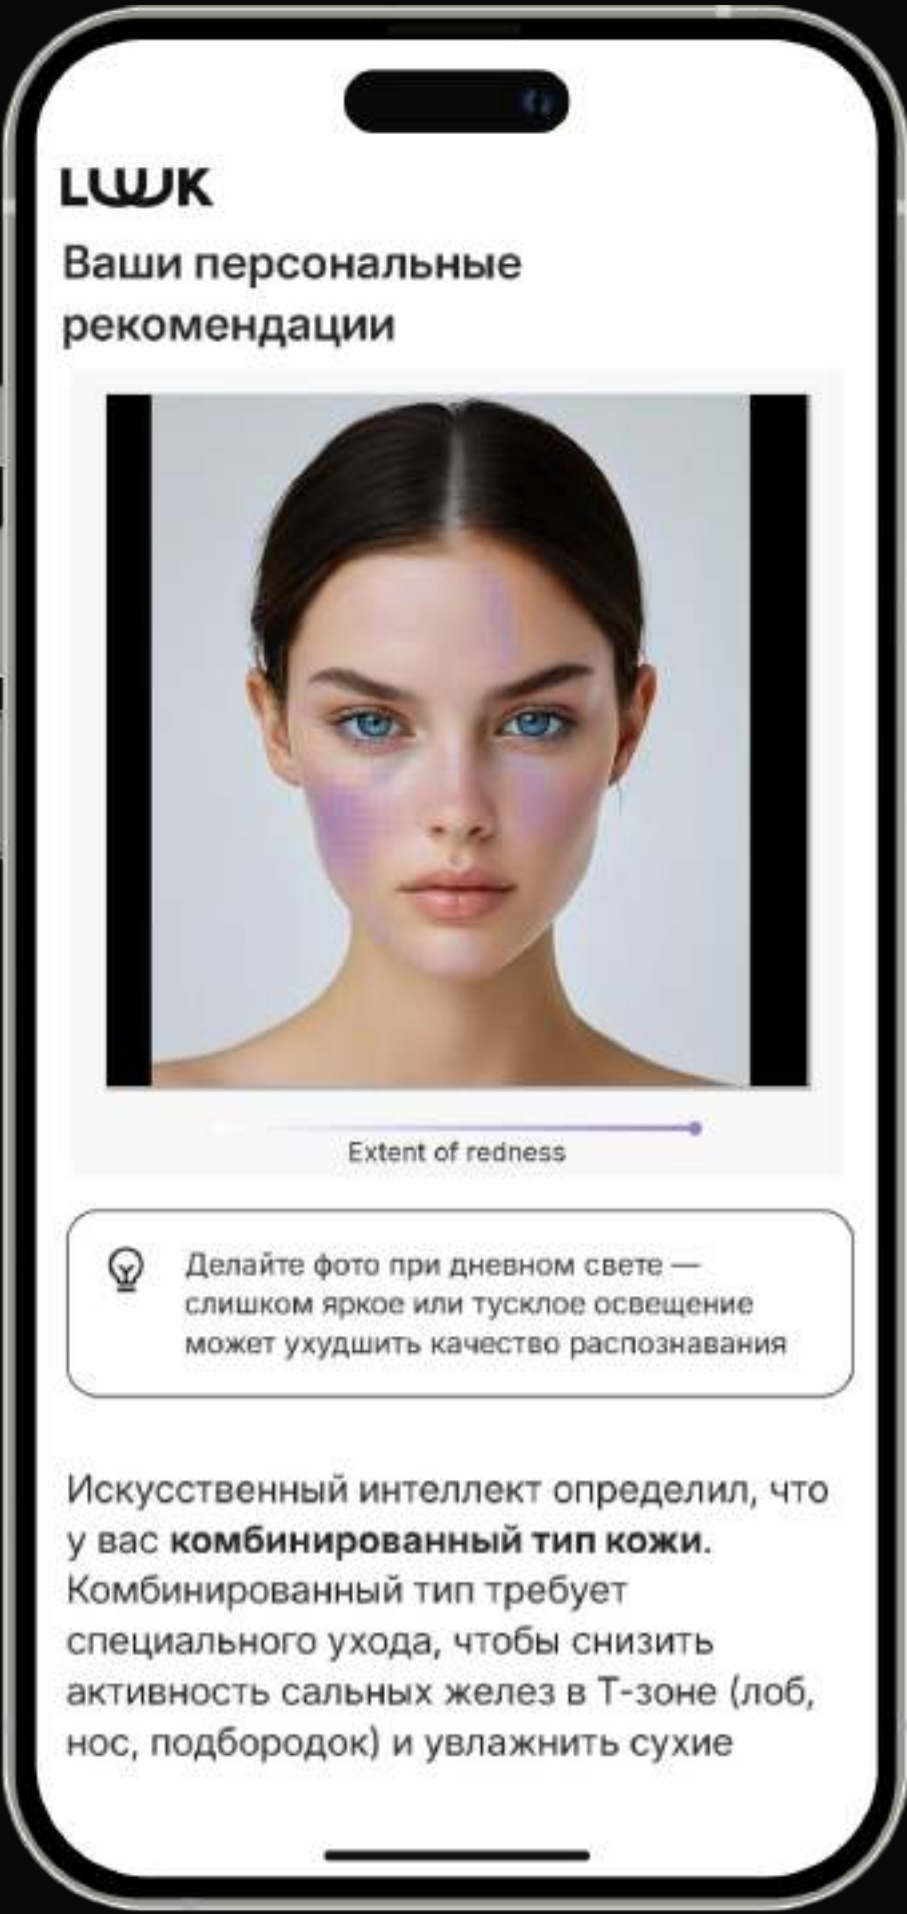 LUUK
Ваши персональные
рекомендации
Extent of redness
Делайте фото при дневном свете —
слишком яркое или тусклое освещение
может ухудшить качество распознавания
Искусственный интеллект определил, что
у вас комбинированный тип кожи.
Комбинированный тип требует
специального ухода, чтобы снизить
активность сальных желез в Т-зоне (лоб,
нос, подбородок) и увлажнить сухие